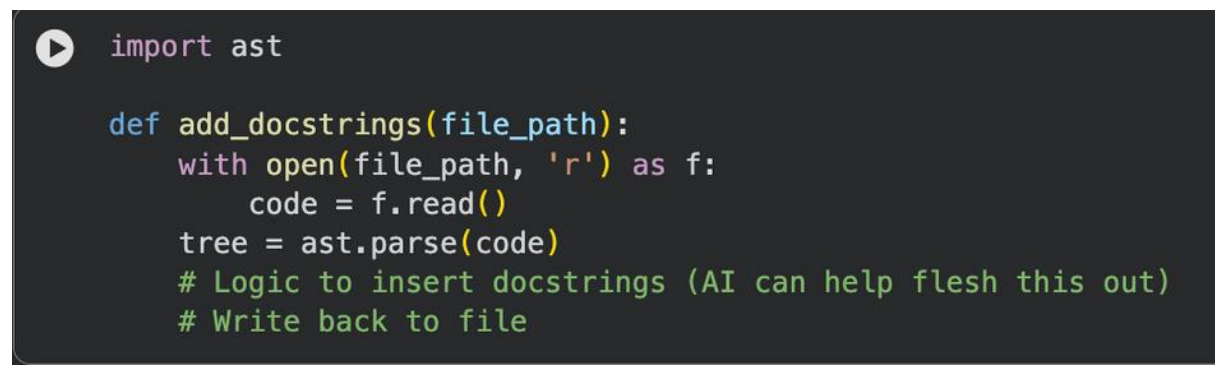 import ast
def add_docstrings(file_path):
    with open(file_path, 'r') as f:
        code = f.read()
    tree = ast.parse(code)
    # Logic to insert docstrings (AI can help flesh this out)
    # Write back to file